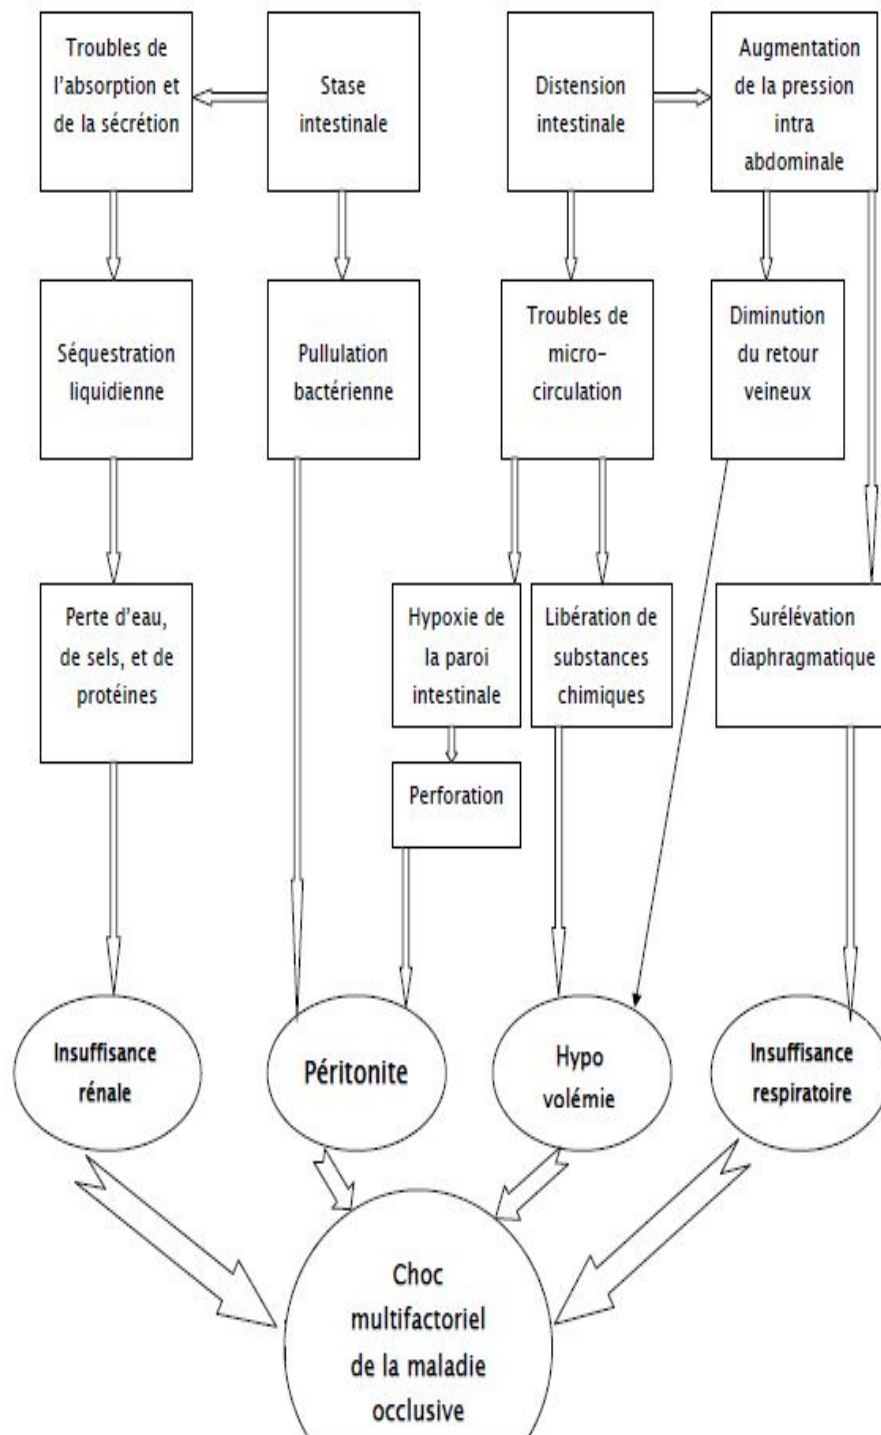 Troubles de
l'absorption et
de la sécrétion
Stase
intestinale
Distension
intestinale
Augmentation
de la pression
intra
abdominale
Séquestration
liquidienne
Pullulation
bactérienne
Troubles de
micro-
circulation
Diminution
du retour
veineux
Perte d'eau,
de sels, et de
protéines
Hypoxie de
la paroi
intestinale
Libération de
substances
chimiques
Surélévation
diaphragmatique
Perforation
Insuffisance
rénale
Péritonite
Hypo
volémie
Insuffisance
respiratoire
Choc
multifactoriel
de la maladie
occlusive